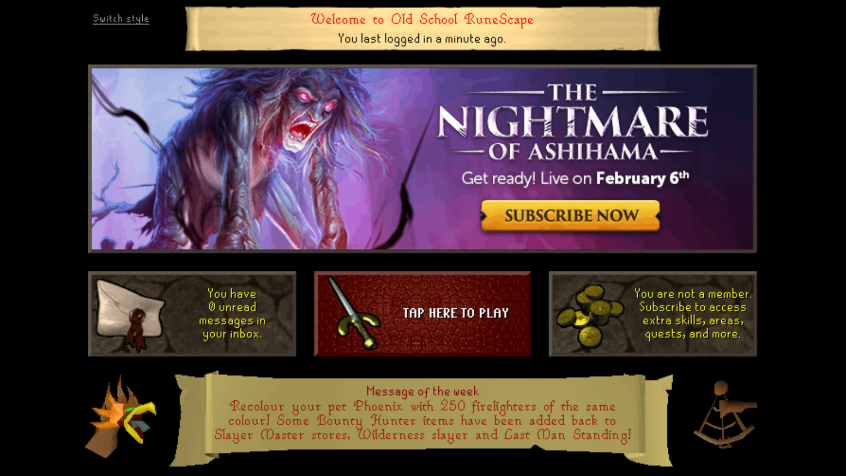 Switch style
Welcome to Old School RuneScape
You last logged in a minute ago.
THE
NIGHTMARE
OF ASHIHAMA
Get ready! Live on February 6th
SUBSCRIBE NOW
You have
0 unread
messages in
your inbox.
TAP HERE TO PLAY
You are not a member.
Subscribe to access
extra skills, areas,
quests, and more.
Message of the week
Recolour your pet Phoenix with 250 firelighters of the same
colour! Some Bounty Hunter items have been added back to
Slayer Master stores, Wilderness slayer and Last Man Standing!